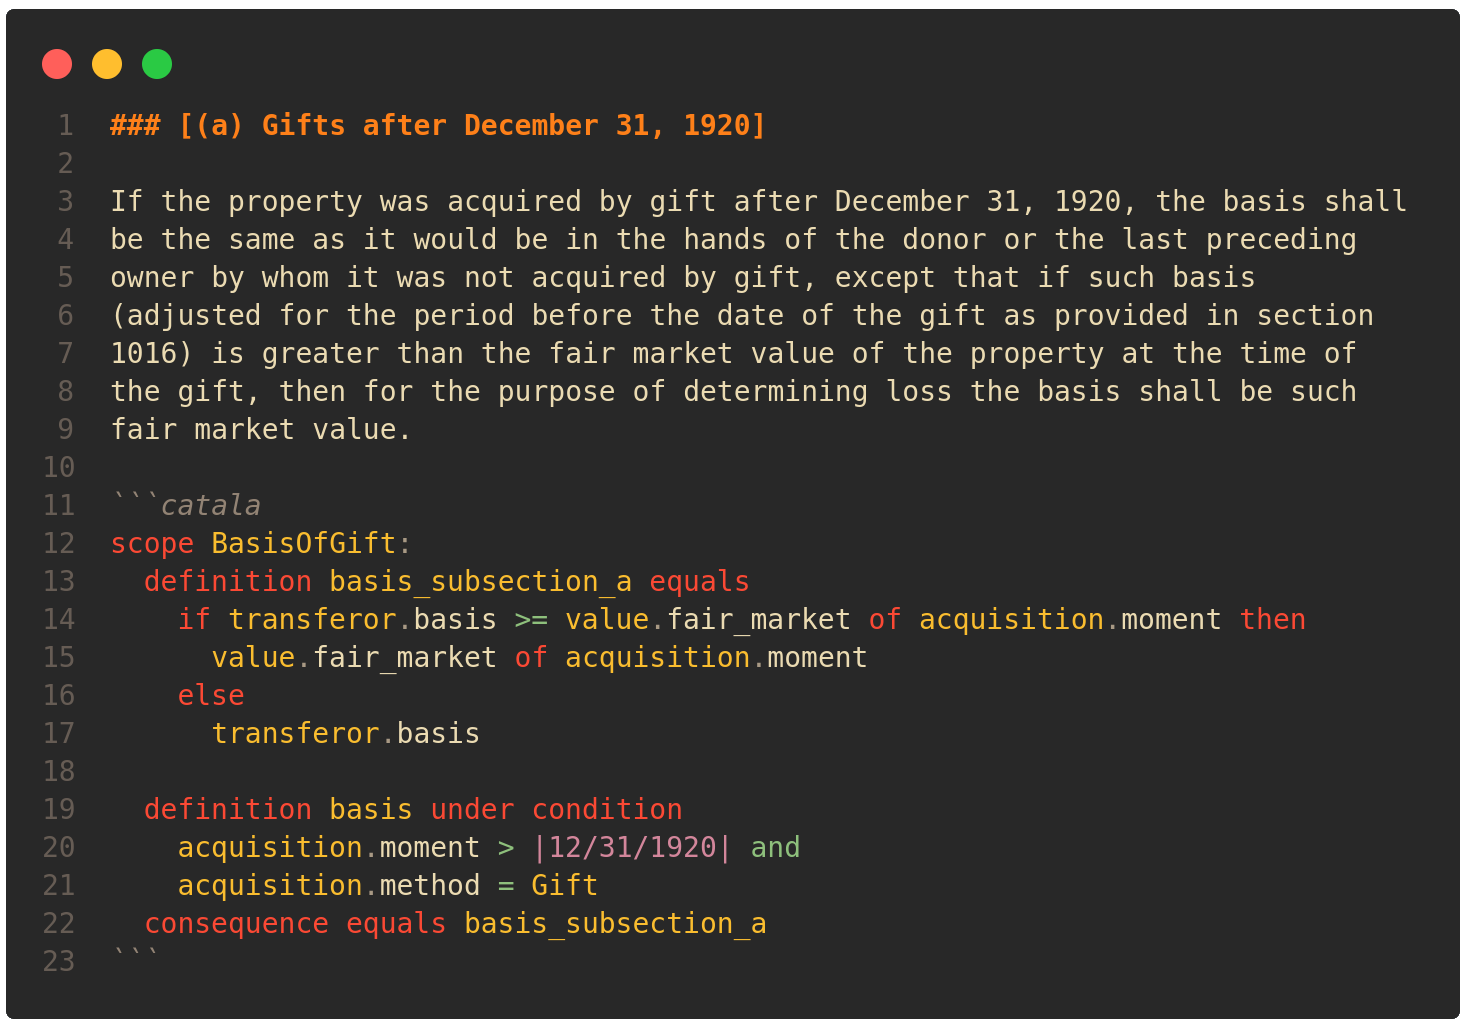 1 ### [(a) Gifts after December 31, 1920]
2
3 If the property was acquired by gift after December 31, 1920, the basis shall
4 be the same as it would be in the hands of the donor or the last preceding
5 owner by whom it was not acquired by gift, except that if such basis
6 (adjusted for the period before the date of the gift as provided in section
7 1016) is greater than the fair market value of the property at the time of
8 the gift, then for the purpose of determining loss the basis shall be such
9 fair market value.
10
11 ```catala
12 scope BasisOfGift:
13   definition basis_subsection_a equals
14     if transferor.basis >= value.fair_market of acquisition.moment then
15       value.fair_market of acquisition.moment
16     else
17       transferor.basis
18
19   definition basis under condition
20     acquisition.moment > |12/31/1920| and
21     acquisition.method = Gift
22   consequence equals basis_subsection_a
23 ```